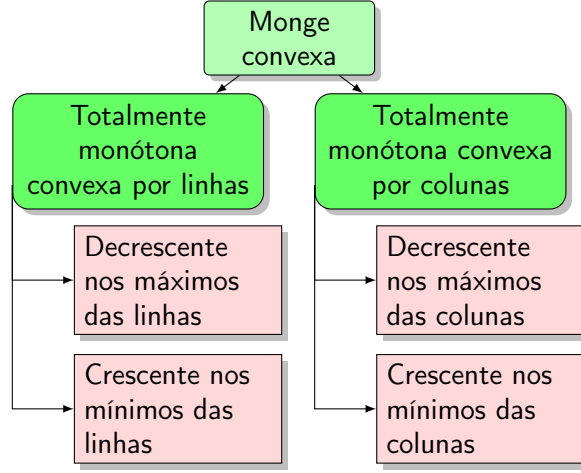 Monge
convexa
Totalmente
monótona
convexa por linhas
Totalmente
monótona convexa
por colunas
Decrescente
nos máximos
das linhas
Decrescente
nos máximos
das colunas
Crescente nos
mínimos das
linhas
Crescente nos
mínimos das
colunas